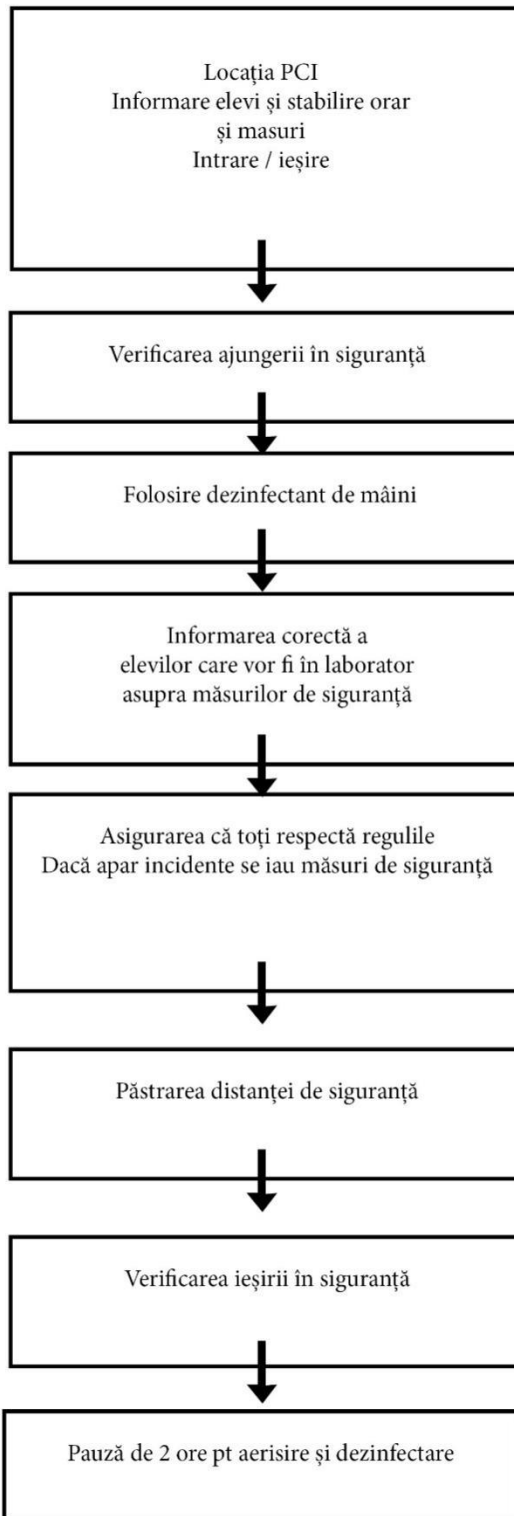 Locația PCI
Informare elevi și stabilire orar
și masuri
Intrare / ieșire
Verificarea ajungerii în siguranță
Folosire dezinfectant de mâini
Informarea corectă a
elevilor care vor fi în laborator
asupra măsurilor de siguranță
Asigurarea că toți respectă regulile
Dacă apar incidente se iau măsuri de siguranță
Păstrarea distanței de siguranță
Verificarea ieșirii în siguranță
Pauză de 2 ore pt aerisire și dezinfectare